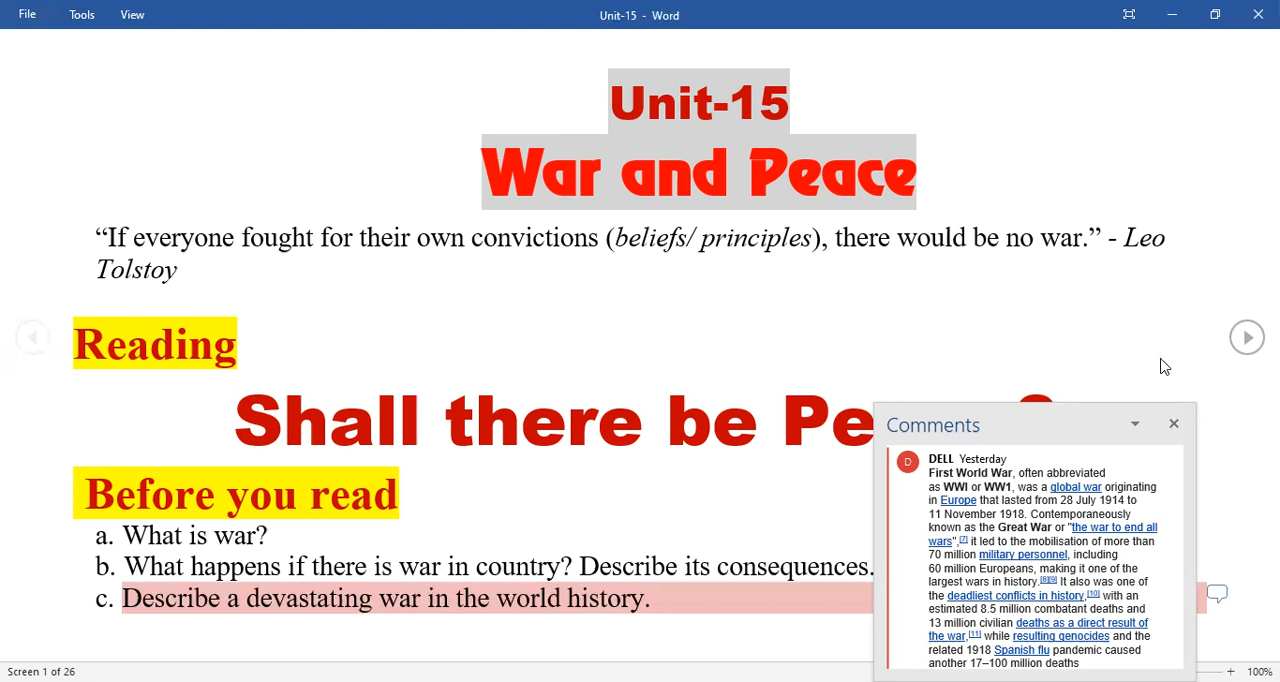 File Tools View Unit-15 - Word
Unit-15
War and Peace
“If everyone fought for their own convictions (beliefs/ principles), there would be no war.” - Leo
Tolstoy
Reading
Shall there be Pe
Before you read
a. What is war?
b. What happens if there is war in country? Describe its consequences.
c. Describe a devastating war in the world history.
Comments
D DELL Yesterday
First World War, often abbreviated
as WWI or WW1, was a global war originating
in Europe that lasted from 28 July 1914 to
11 November 1918. Contemporaneously
known as the Great War or "the war to end all
wars",[7] it led to the mobilisation of more than
70 million military personnel, including
60 million Europeans, making it one of the
largest wars in history.[8][9] It also was one of
the deadliest conflicts in history,[10] with an
estimated 8.5 million combatant deaths and
13 million civilian deaths as a direct result of
the war,[11] while resulting genocides and the
related 1918 Spanish flu pandemic caused
another 17–100 million deaths
Screen 1 of 26
+ 100%